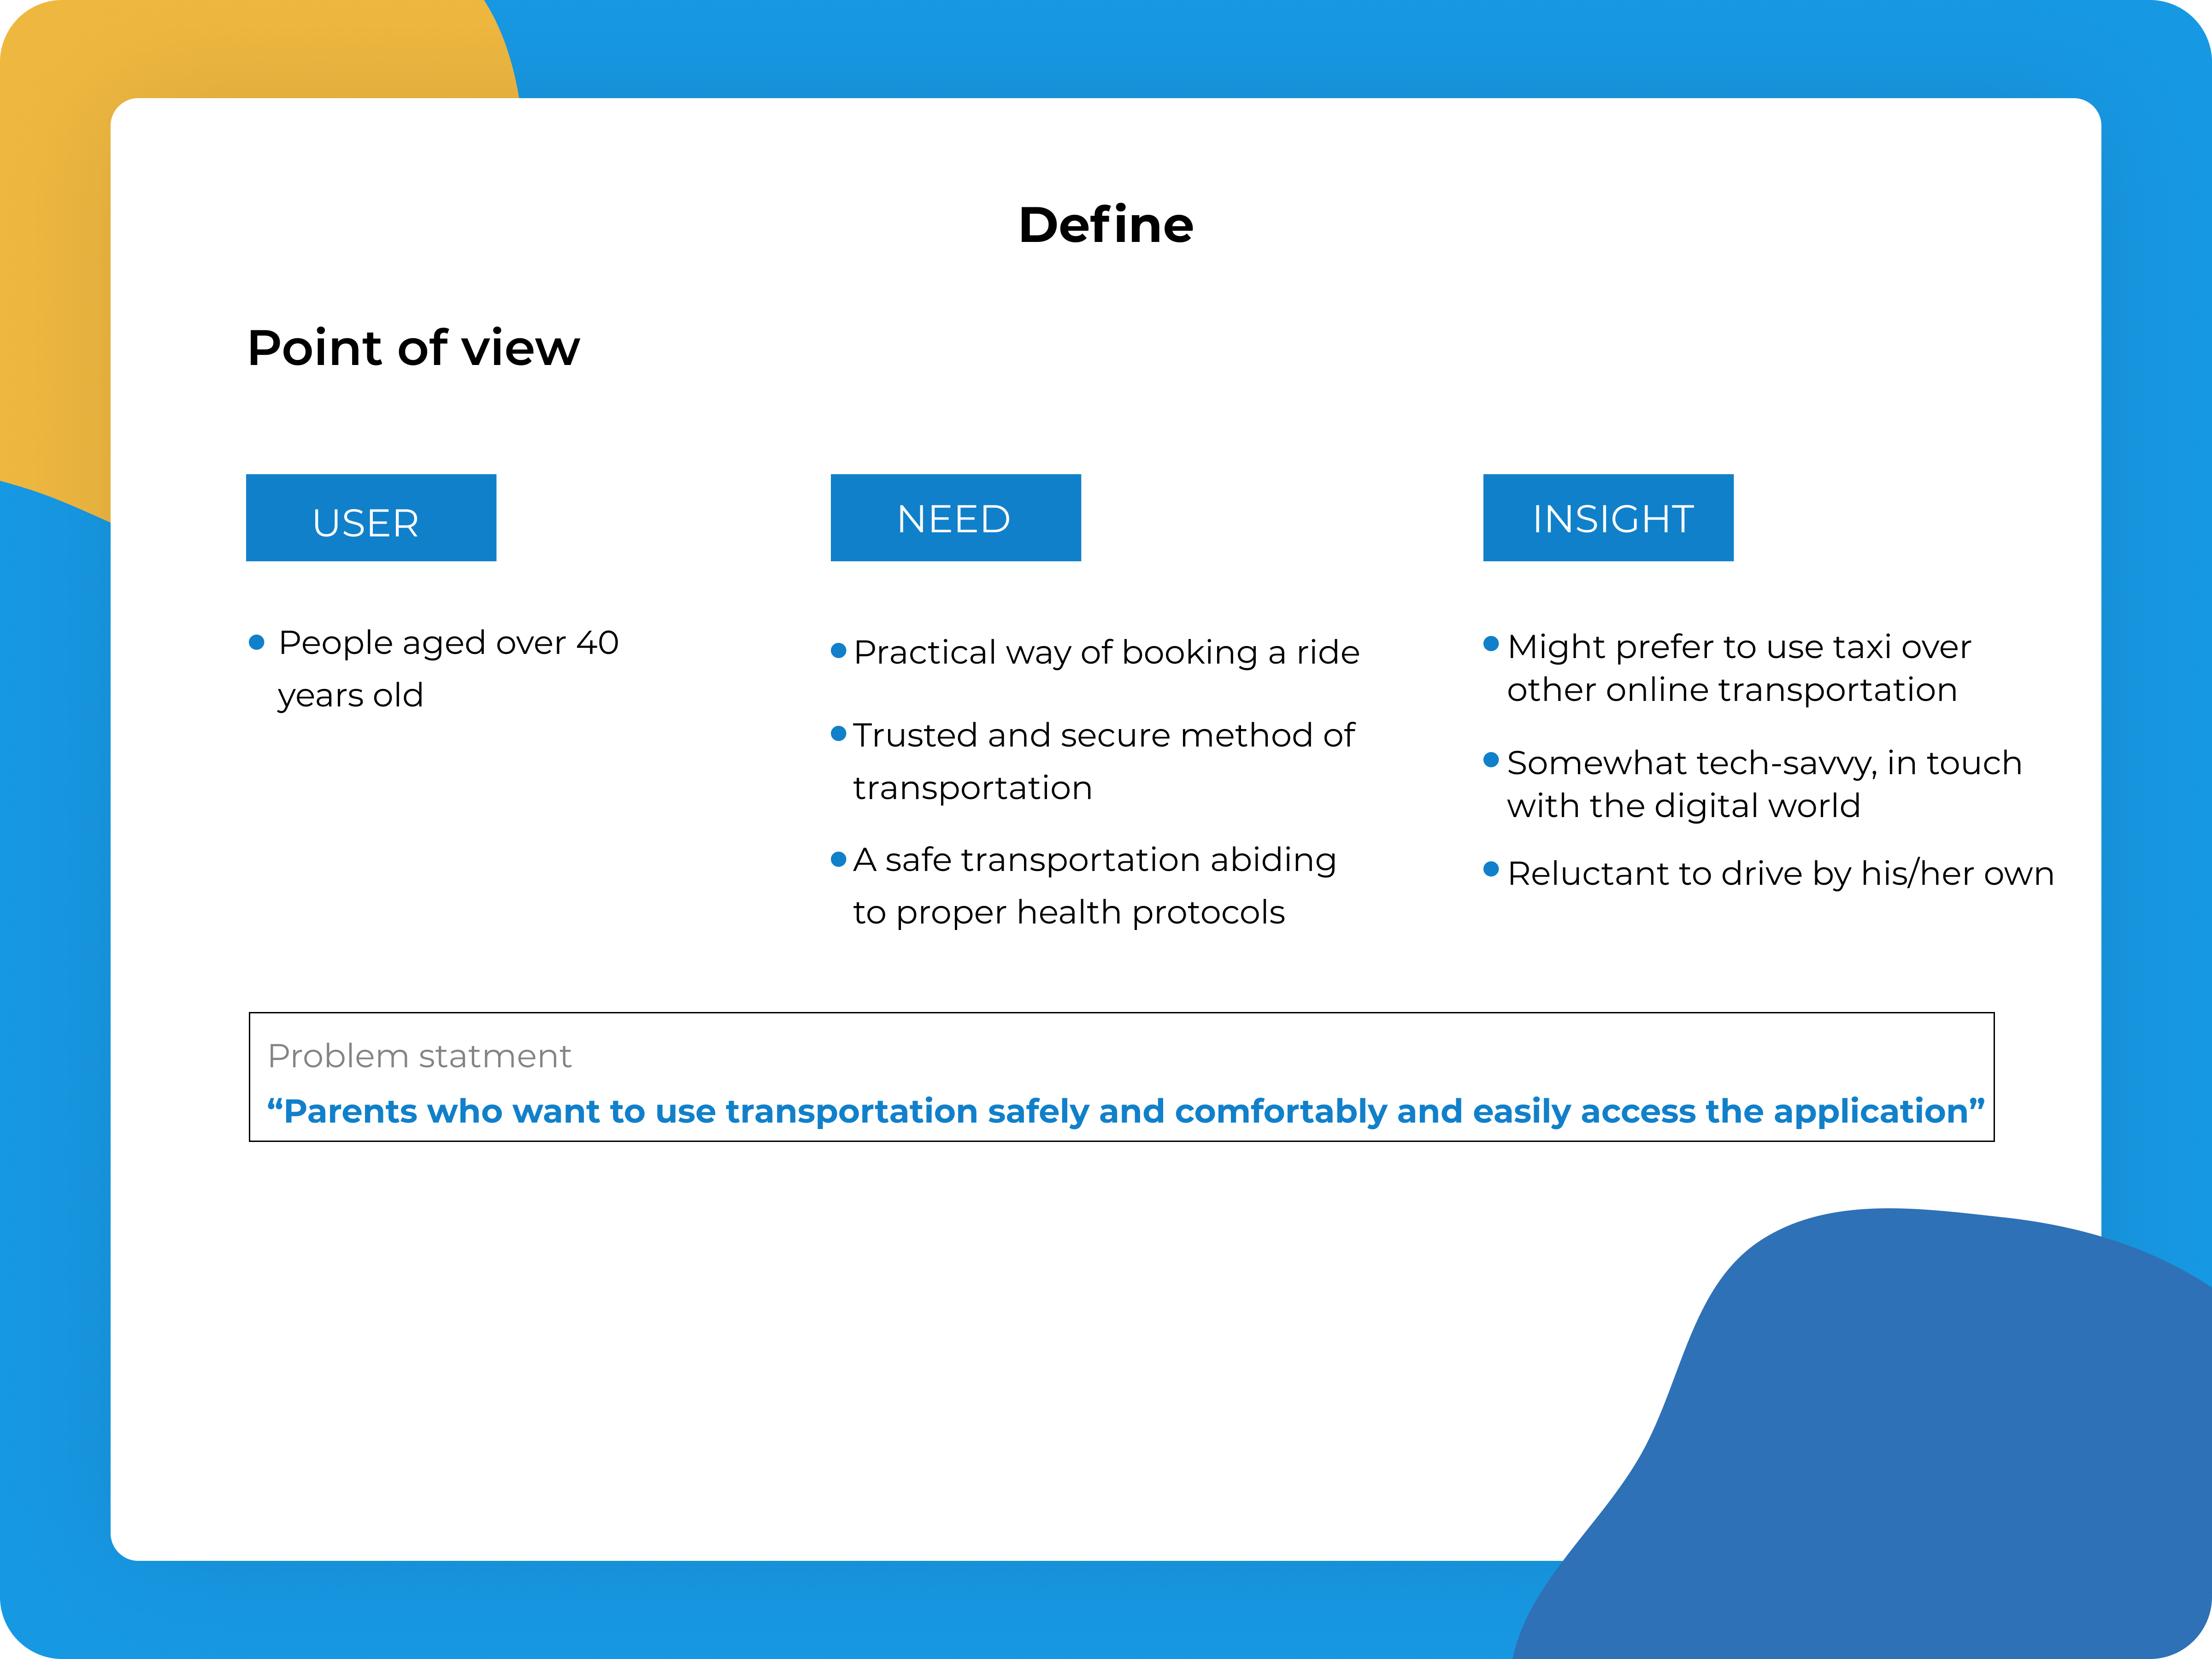 Define
Point of view
USER
People aged over 40
years old
NEED
Practical way of booking a ride
Trusted and secure method of
transportation
A safe transportation abiding
to proper health protocols
INSIGHT
Might prefer to use taxi over
other online transportation
Somewhat tech-savvy, in touch
with the digital world
Reluctant to drive by his/her own
Problem statment
“Parents who want to use transportation safely and comfortably and easily access the application”